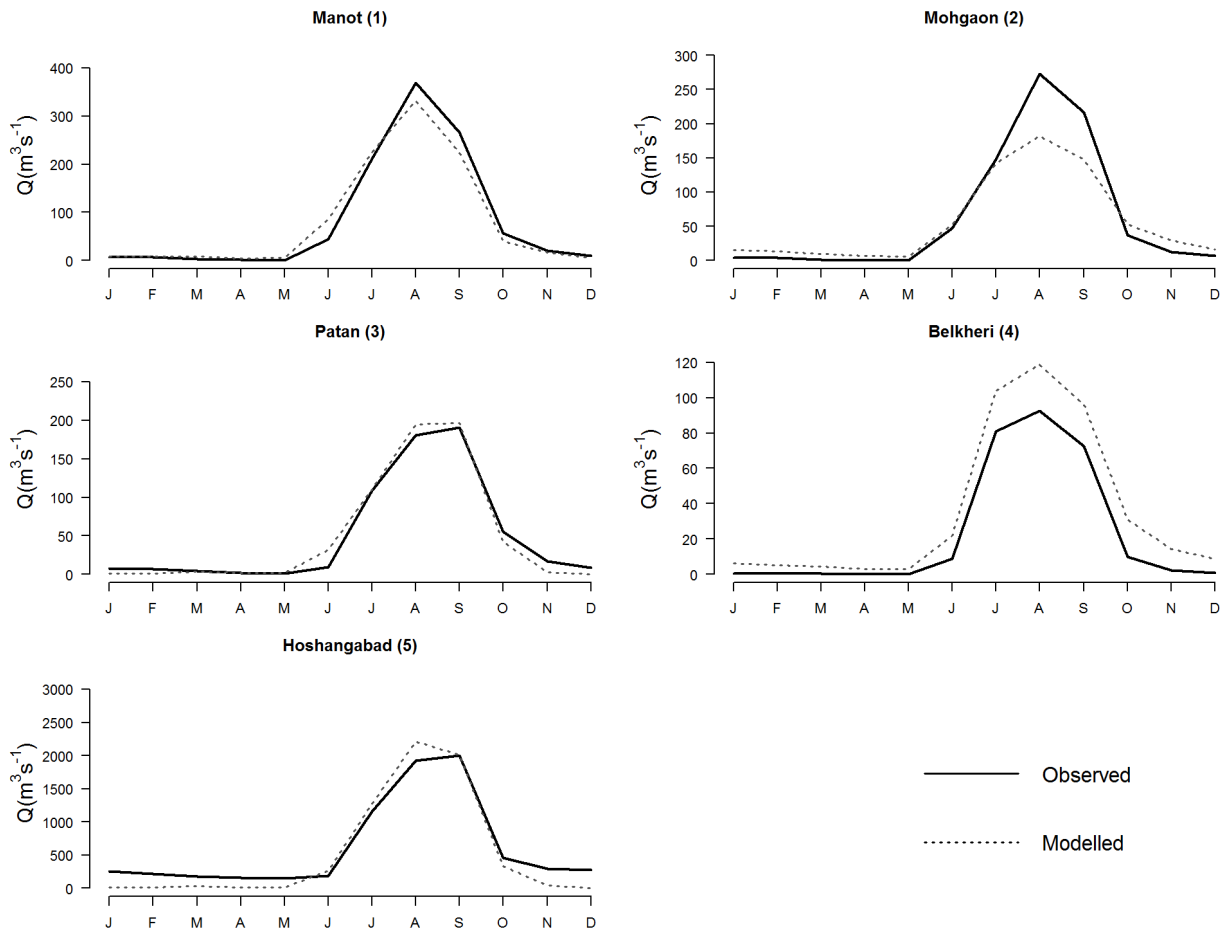 Manot (1)
Q(m³s⁻¹)
400
300
200
100
0
J F M A M J J A S O N D
Mohgaon (2)
Q(m³s⁻¹)
300
250
200
150
100
50
0
J F M A M J J A S O N D
Patan (3)
Q(m³s⁻¹)
250
200
150
100
50
0
J F M A M J J A S O N D
Belkheri (4)
Q(m³s⁻¹)
120
100
80
60
40
20
0
J F M A M J J A S O N D
Hoshangabad (5)
Q(m³s⁻¹)
3000
2500
2000
1500
1000
500
0
J F M A M J J A S O N D
Observed
Modelled